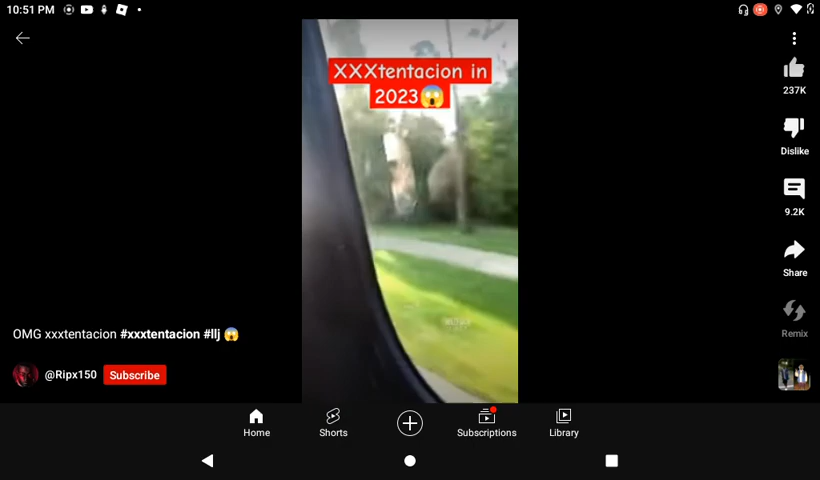 10:51 PM
XXXtentacion in
2023😱
237K
Dislike
9.2K
Share
Remix
OMG xxxtentacion #xxxtentacion #llj 😱
@Ripx150 Subscribe
Home Shorts Subscriptions Library